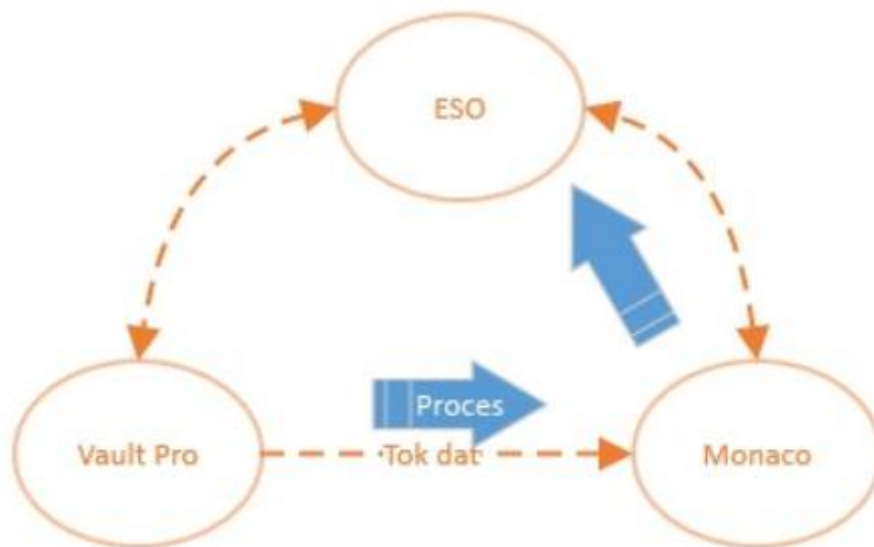 ESO
Proces
Vault Pro
Tok dat
Monaco